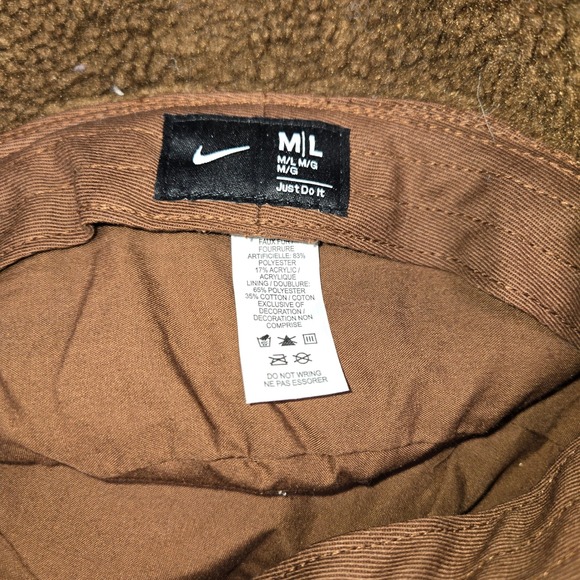 M|L
M/L M/G
M/G
Just Do It
FAUX FUR /
FOURRURE
ARTIFICIELLE: 83%
POLYESTER
17% ACRYLIC /
ACRYLIQUE
LINING / DOUBLURE:
65% POLYESTER
35% COTTON / COTON
EXCLUSIVE OF
DECORATION /
DECORATION NON
COMPRISE
DO NOT WRING
NE PAS ESSORER